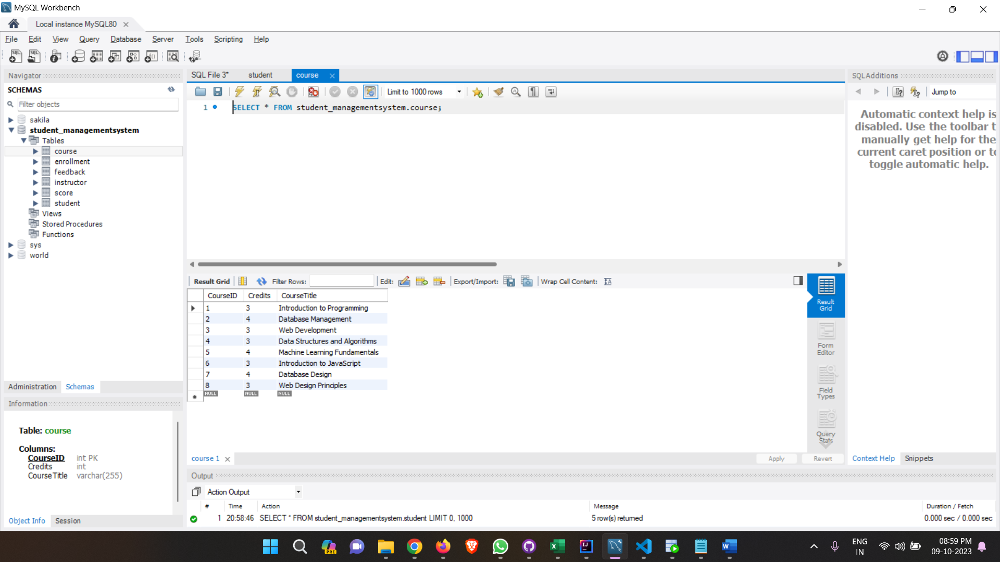 MySQL Workbench
Local instance MySQL80
File Edit View Query Database Server Tools Scripting Help
Navigator
SCHEMAS
Filter objects
sakila
student_managementsystem
Tables
course
enrollment
feedback
instructor
score
student
Views
Stored Procedures
Functions
sys
world
Administration Schemas
Information
Table: course
Columns:
CourseID int PK
Credits int
CourseTitle varchar(255)
Object Info Session
SQL File 3* student course
Limit to 1000 rows
1 SELECT * FROM student_managementsystem.course;
Result Grid Filter Rows: Edit: Export/Import: Wrap Cell Content:
CourseID Credits CourseTitle
1 3 Introduction to Programming
2 4 Database Management
3 3 Web Development
4 3 Data Structures and Algorithms
5 4 Machine Learning Fundamentals
6 3 Introduction to JavaScript
7 4 Database Design
8 3 Web Design Principles
NULL NULL NULL
Result
Grid
Form
Editor
Field
Types
Query
Stats
course 1 Apply Revert
SQLAdditions
Jump to
Automatic context help is
disabled. Use the toolbar t
manually get help for the
current caret position or to
toggle automatic help.
Context Help Snippets
Output
Action Output
# Time Action Message Duration / Fetch
1 20:58:46 SELECT * FROM student_managementsystem.student LIMIT 0, 1000 5 row(s) returned 0.000 sec / 0.000 sec
PRE
ENG
IN
08:59 PM
09-10-2023